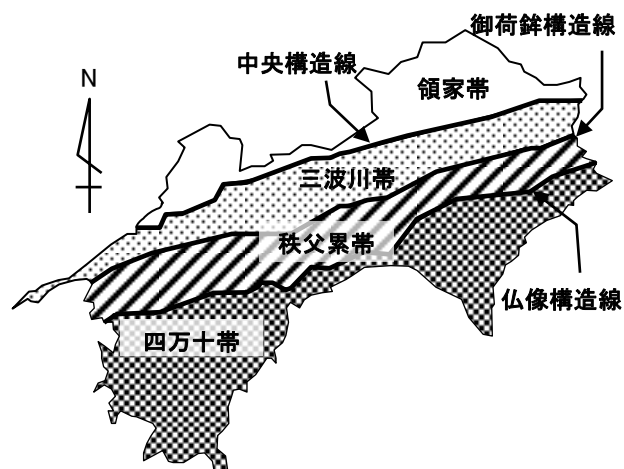 御荷鉾構造線
中央構造線
N
領家帯
三波川帯
秩父累帯
仏像構造線
四万十帯